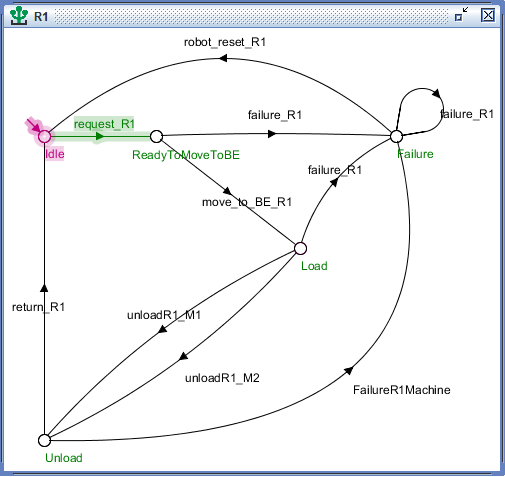 R1
robot_reset_R1
request_R1
failure_R1
failure_R1
Idle
ReadyToMoveToBE
Failure
failure_R1
move_to_BE_R1
Load
return_R1
unloadR1_M1
unloadR1_M2
FailureR1Machine
Unload